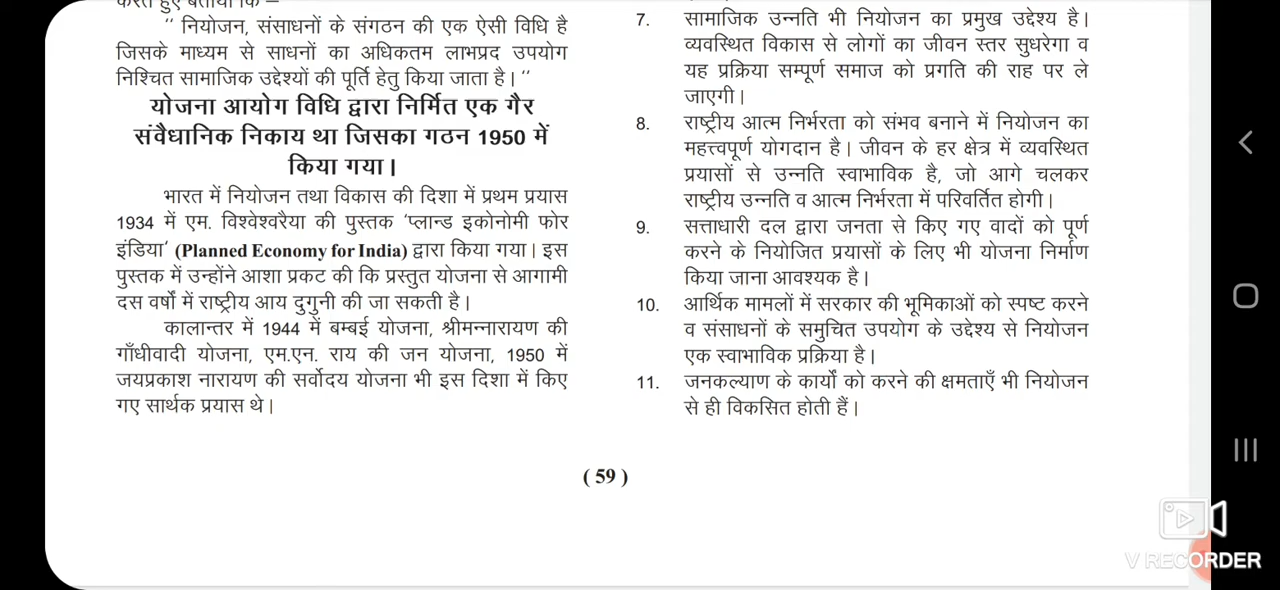 करते हुए बताया कि –
‘‘ नियोजन, संसाधनों के संगठन की एक ऐसी विधि है
जिसके माध्यम से साधनों का अधिकतम लाभप्रद उपयोग
निश्चित सामाजिक उद्देश्यों की पूर्ति हेतु किया जाता है। ’’
योजना आयोग विधि द्वारा निर्मित एक गैर
संवैधानिक निकाय था जिसका गठन 1950 में
किया गया।
भारत में नियोजन तथा विकास की दिशा में प्रथम प्रयास
1934 में एम. विश्वेश्वरैया की पुस्तक ‘प्लान्ड इकोनोमी फोर
इंडिया’ (Planned Economy for India) द्वारा किया गया। इस
पुस्तक में उन्होंने आशा प्रकट की कि प्रस्तुत योजना से आगामी
दस वर्षों में राष्ट्रीय आय दुगुनी की जा सकती है।
कालान्तर में 1944 में बम्बई योजना, श्रीमन्नारायण की
गाँधीवादी योजना, एम.एन. राय की जन योजना, 1950 में
जयप्रकाश नारायण की सर्वोदय योजना भी इस दिशा में किए
गए सार्थक प्रयास थे।
7. सामाजिक उन्नति भी नियोजन का प्रमुख उद्देश्य है।
व्यवस्थित विकास से लोगों का जीवन स्तर सुधरेगा व
यह प्रक्रिया सम्पूर्ण समाज को प्रगति की राह पर ले
जाएगी।
8. राष्ट्रीय आत्म निर्भरता को संभव बनाने में नियोजन का
महत्त्वपूर्ण योगदान है। जीवन के हर क्षेत्र में व्यवस्थित
प्रयासों से उन्नति स्वाभाविक है, जो आगे चलकर
राष्ट्रीय उन्नति व आत्म निर्भरता में परिवर्तित होगी।
9. सत्ताधारी दल द्वारा जनता से किए गए वादों को पूर्ण
करने के नियोजित प्रयासों के लिए भी योजना निर्माण
किया जाना आवश्यक है।
10. आर्थिक मामलों में सरकार की भूमिकाओं को स्पष्ट करने
व संसाधनों के समुचित उपयोग के उद्देश्य से नियोजन
एक स्वाभाविक प्रक्रिया है।
11. जनकल्याण के कार्यों को करने की क्षमताएँ भी नियोजन
से ही विकसित होती हैं।
( 59 )
V RECORDER